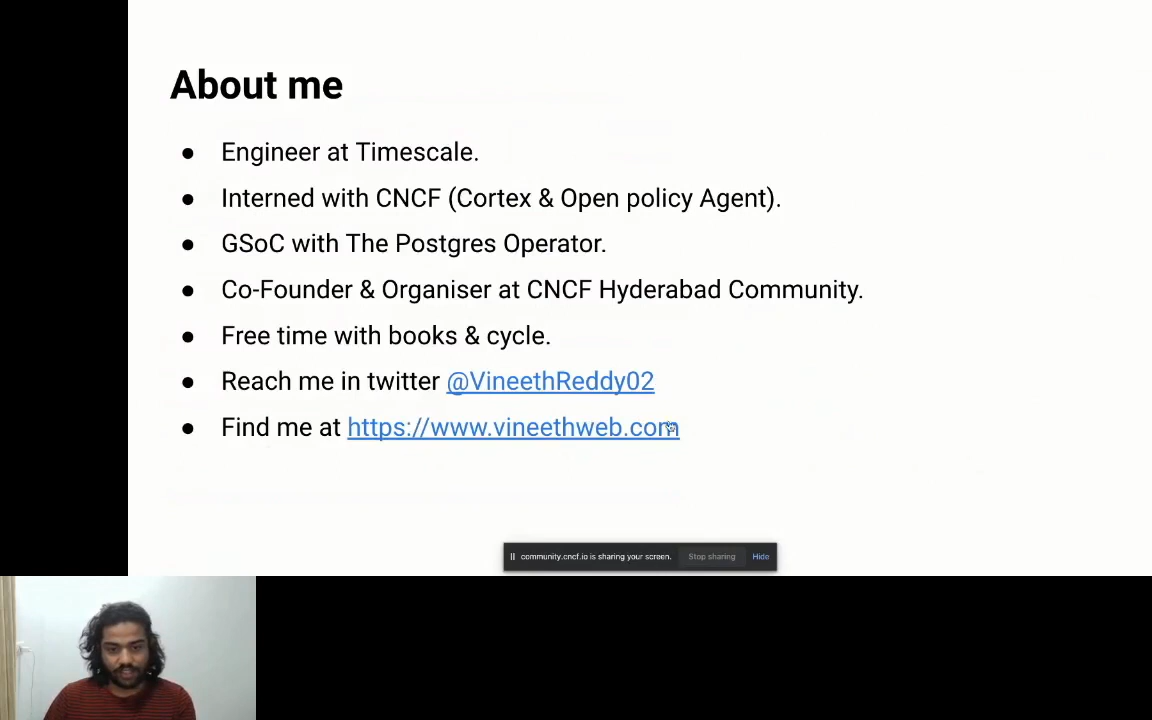 About me
● Engineer at Timescale.
● Interned with CNCF (Cortex & Open policy Agent).
● GSoC with The Postgres Operator.
● Co-Founder & Organiser at CNCF Hyderabad Community.
● Free time with books & cycle.
● Reach me in twitter @VineethReddy02
● Find me at https://www.vineethweb.com
community.cncf.io is sharing your screen. Stop sharing Hide